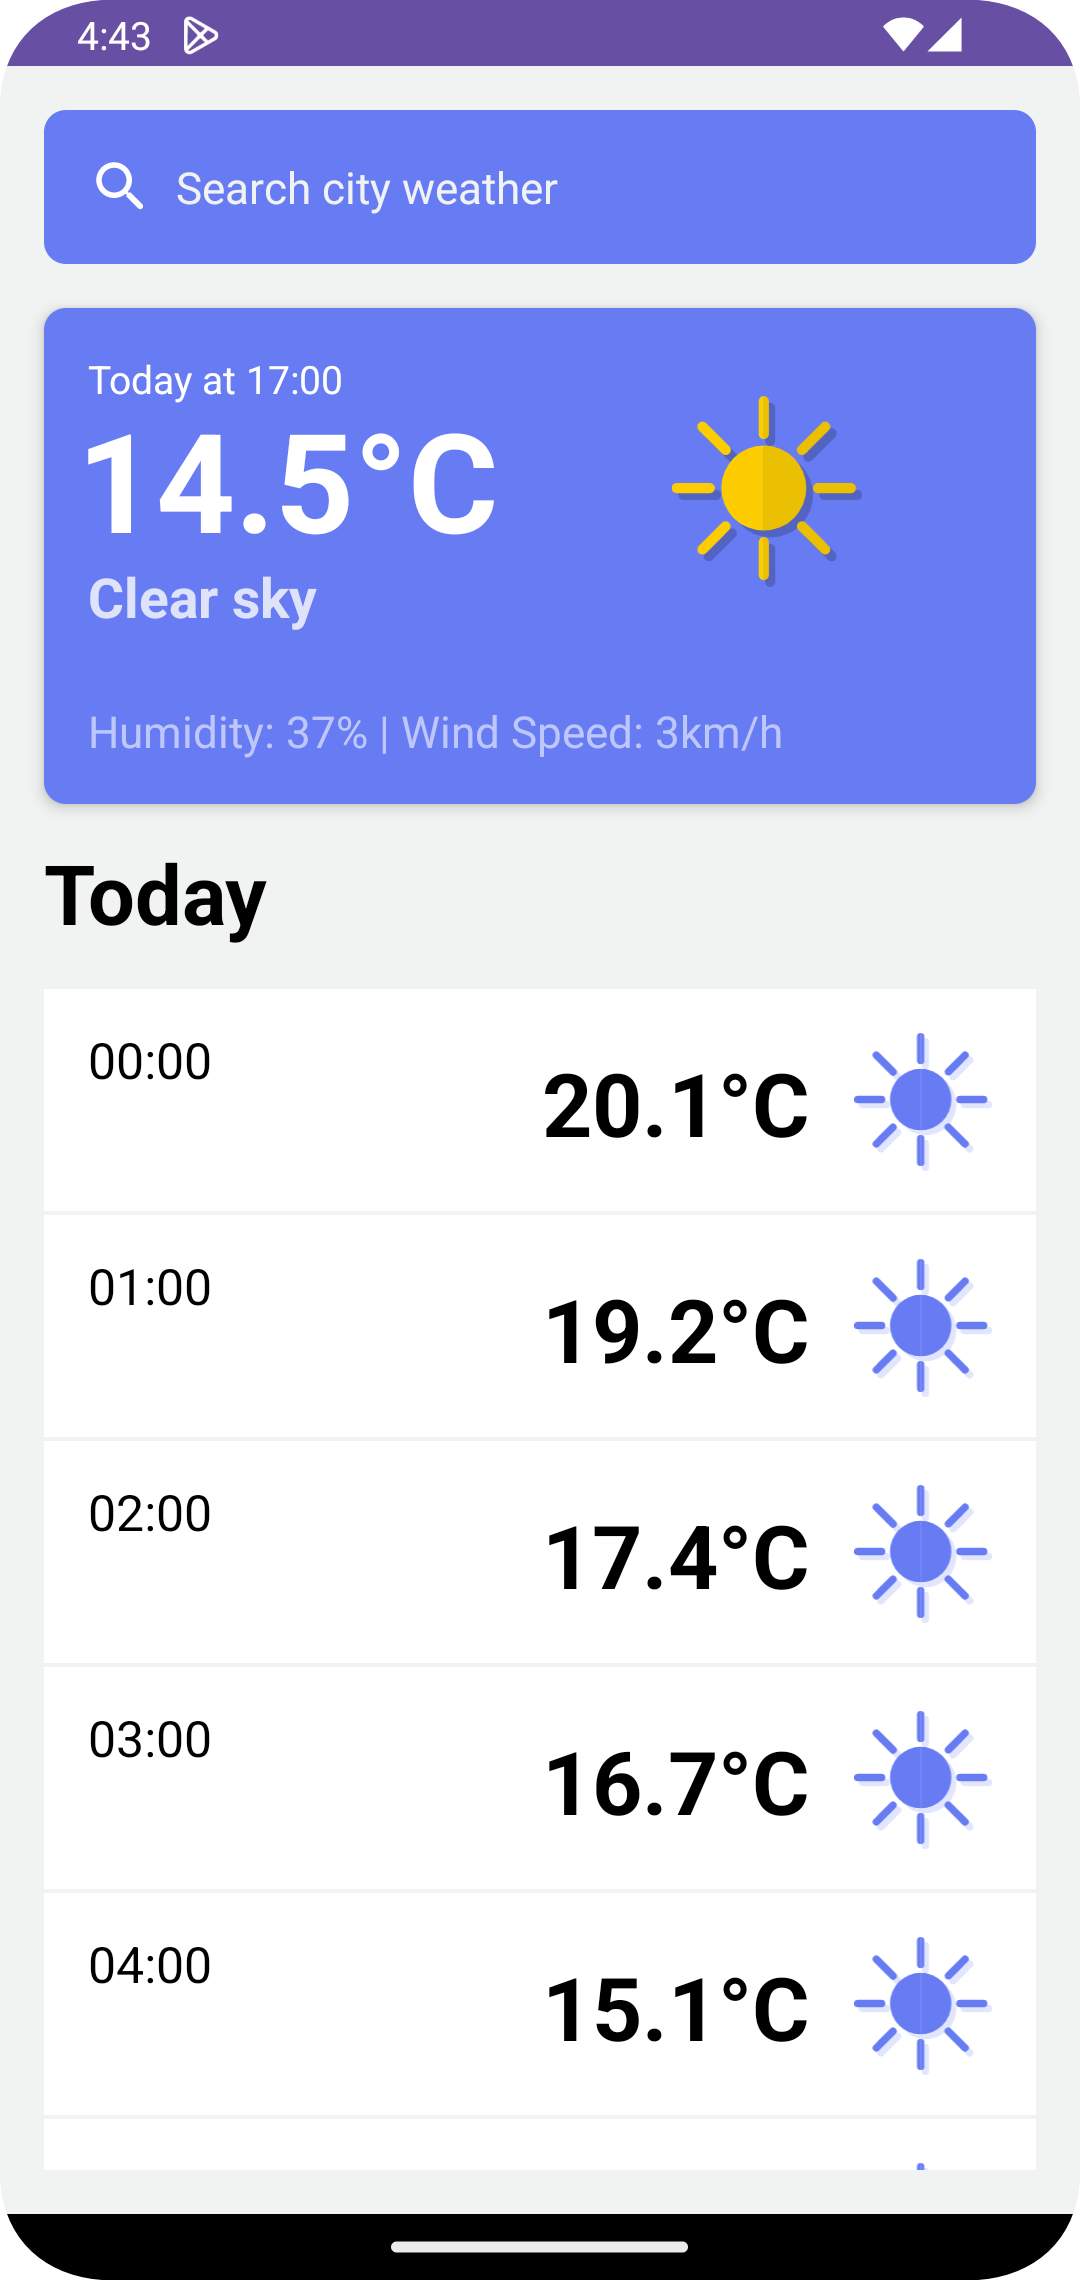 4:43
Search city weather
Today at 17:00
14.5°C
Clear sky
Humidity: 37% | Wind Speed: 3km/h
Today
00:00
20.1°C
01:00
19.2°C
02:00
17.4°C
03:00
16.7°C
04:00
15.1°C